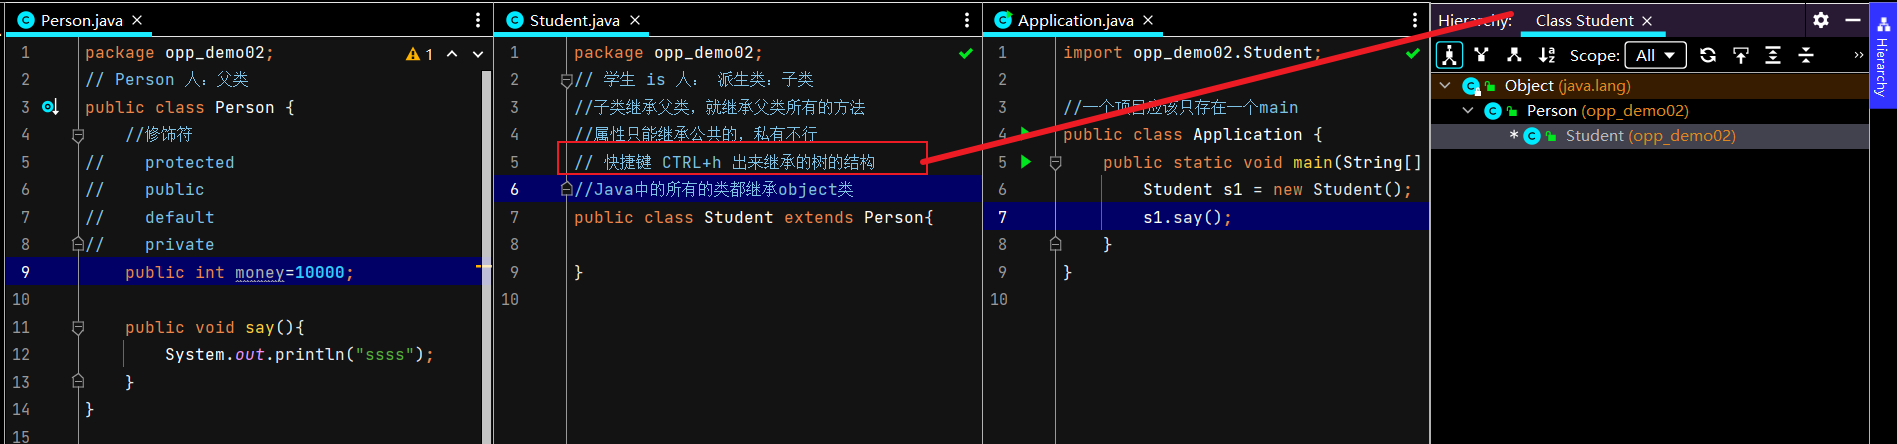 Person.java ×
1 package opp_demo02; 1
2 // Person 人：父类
3 public class Person {
4 //修饰符
5 // protected
6 // public
7 // default
8 // private
9 public int money=10000;
10
11 public void say(){
12 System.out.println("ssss");
13 }
14 }
15
Student.java ×
1 package opp_demo02;
2 // 学生 is 人： 派生类：子类
3 //子类继承父类，就继承父类所有的方法
4 //属性只能继承公共的，私有不行
5 // 快捷键 CTRL+h 出来继承的树的结构
6 //Java中的所有的类都继承object类
7 public class Student extends Person{
8
9 }
10
Application.java ×
1 import opp_demo02.Student;
2
3 //一个项目应该只存在一个main
4 public class Application {
5 public static void main(String[]
6 Student s1 = new Student();
7 s1.say();
8 }
9 }
10
Hierarchy: Class Student ×
Scope: All
Object (java.lang)
Person (opp_demo02)
* Student (opp_demo02)
Hierarchy